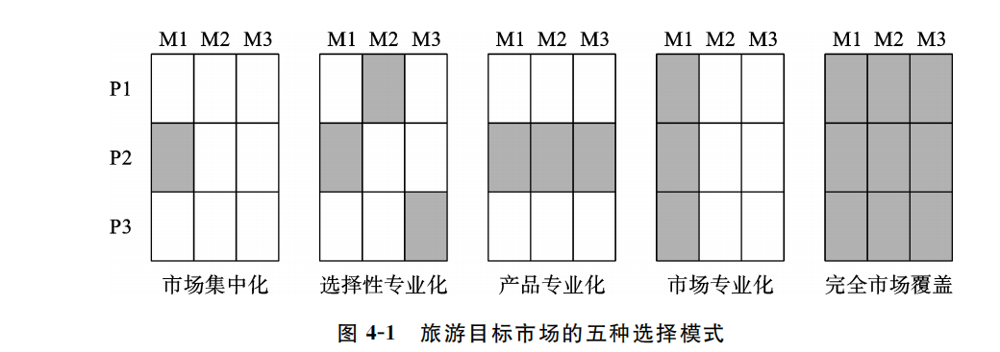 M1 M2 M3 M1 M2 M3 M1 M2 M3 M1 M2 M3 M1 M2 M3
P1
P2
P3
市场集中化 选择性专业化 产品专业化 市场专业化 完全市场覆盖
图 4-1 旅游目标市场的五种选择模式